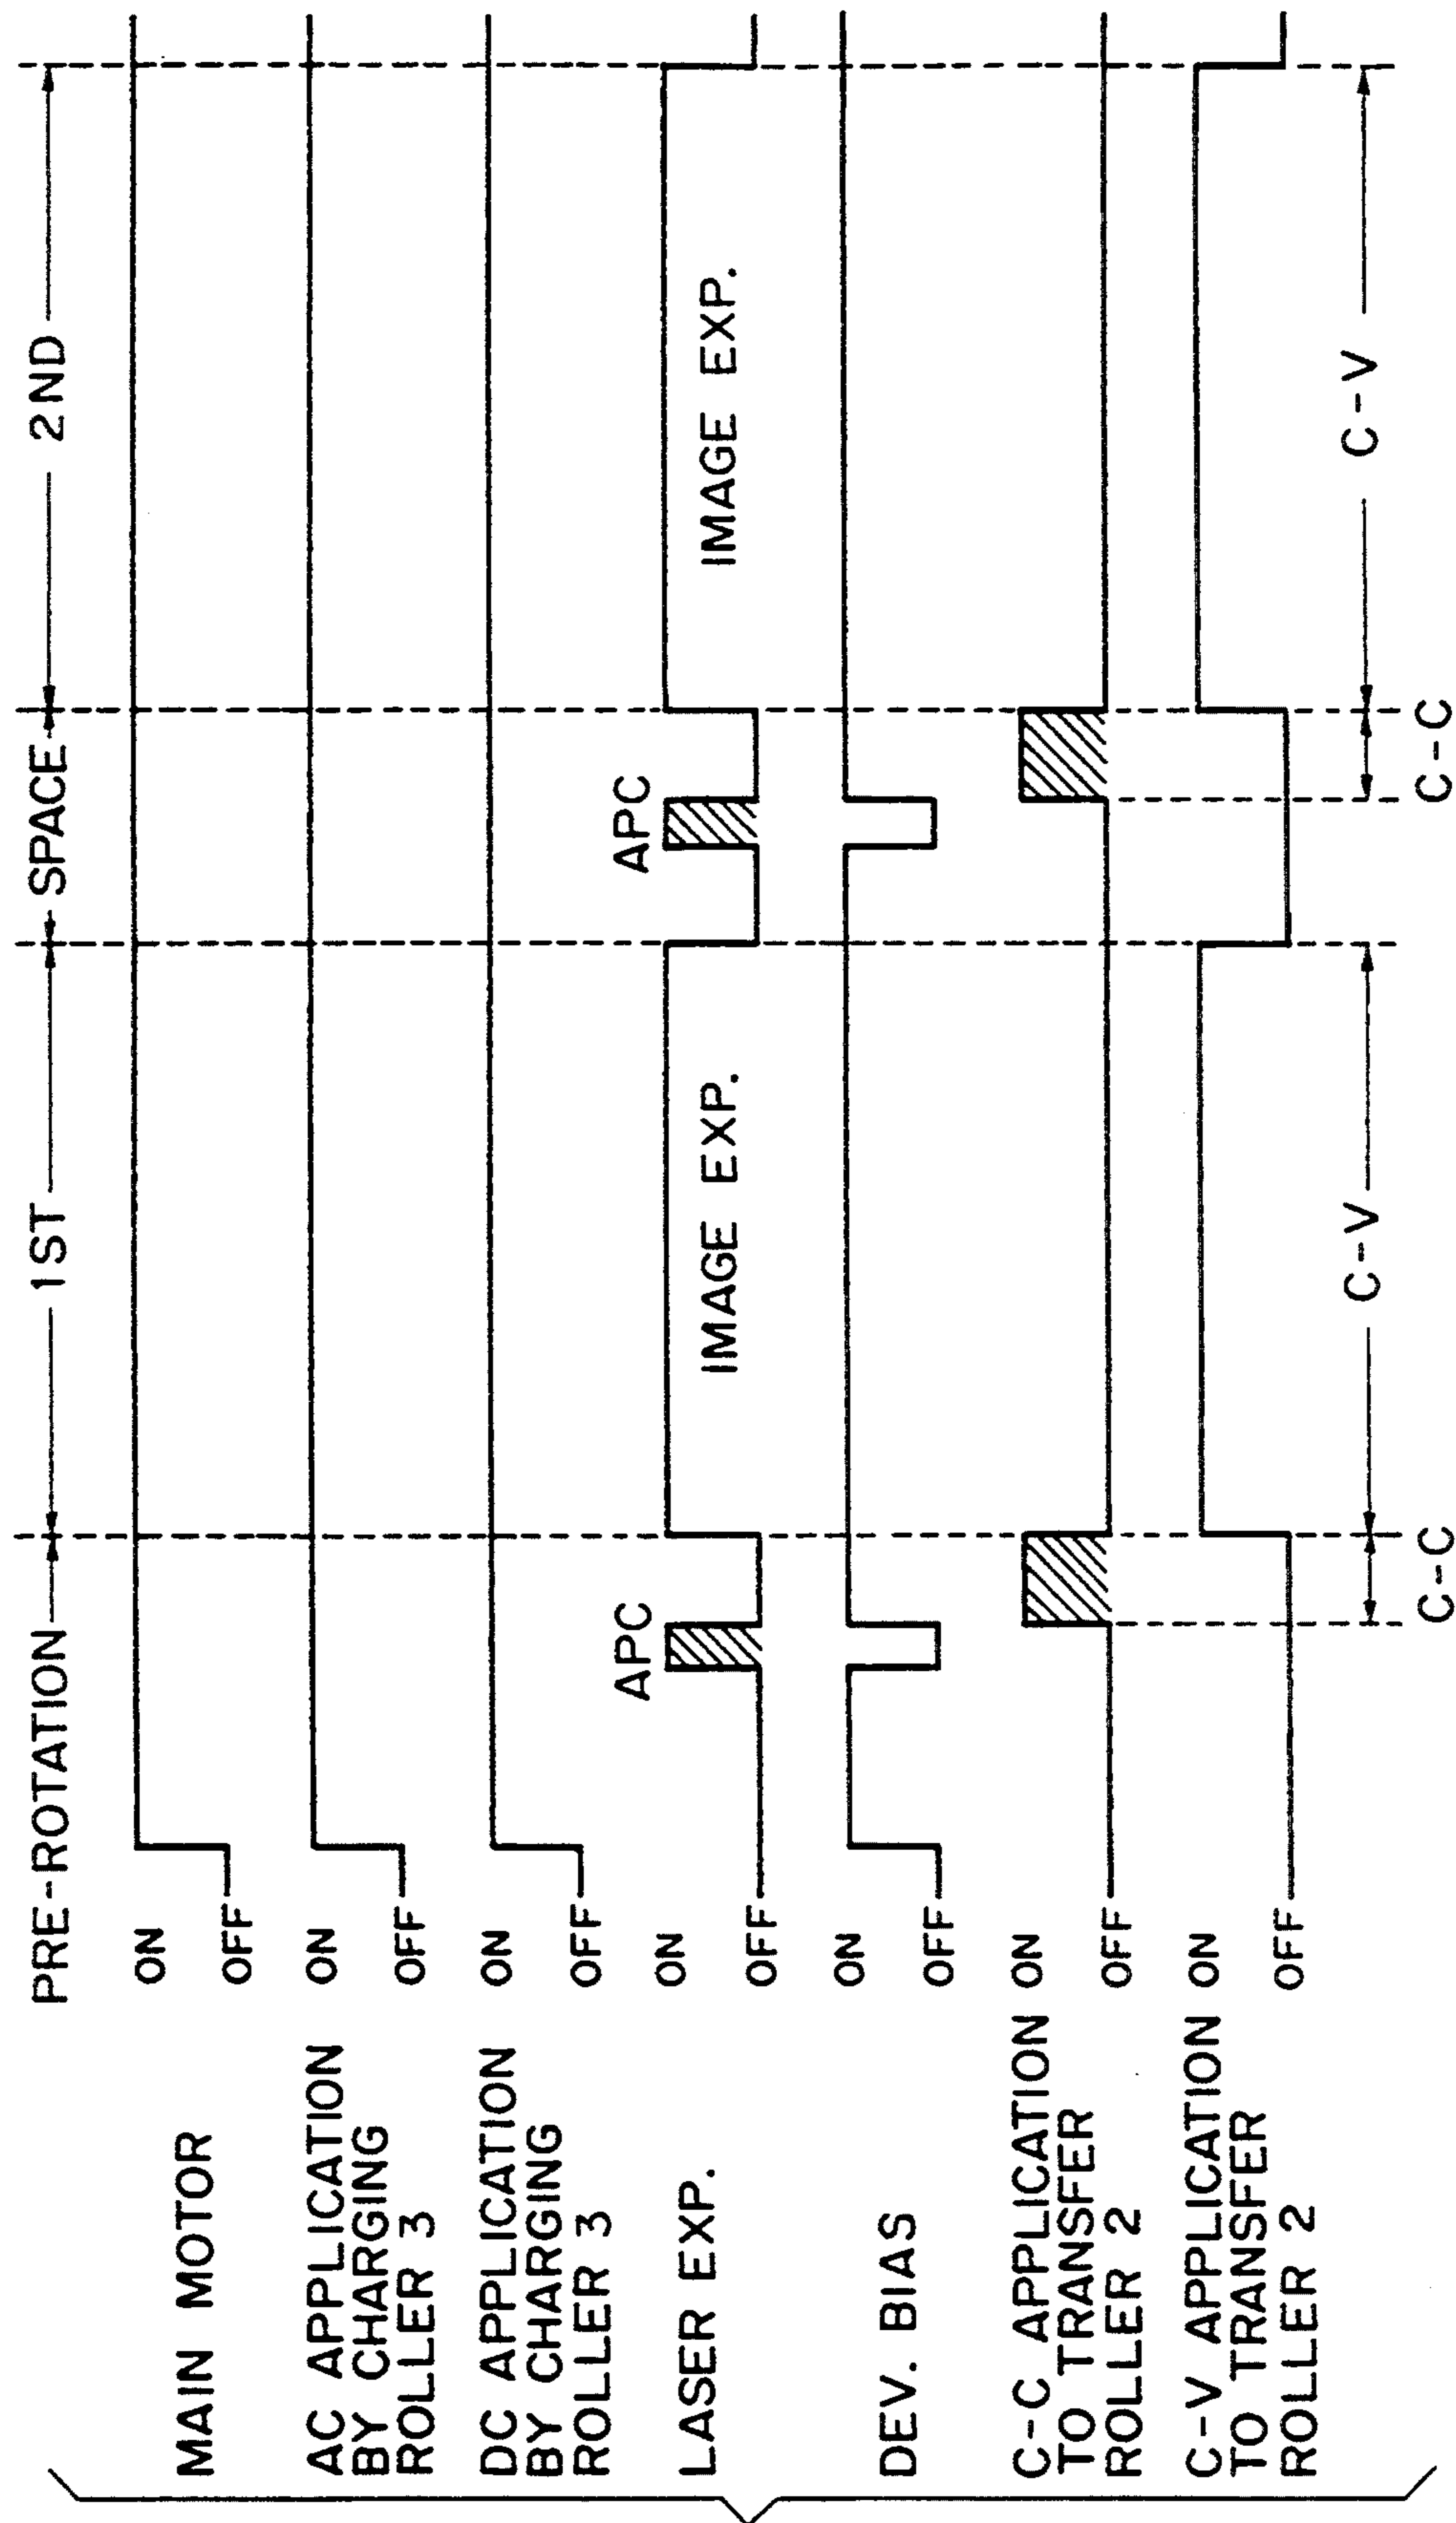 PRE-ROTATION
1ST
SPACE
2ND
MAIN MOTOR
ON
OFF
AC APPLICATION
BY CHARGING
ROLLER 3
ON
OFF
DC APPLICATION
BY CHARGING
ROLLER 3
ON
OFF
LASER EXP.
ON
OFF
APC
IMAGE EXP.
APC
IMAGE EXP.
DEV. BIAS
ON
OFF
C-C APPLICATION
TO TRANSFER
ROLLER 2
ON
OFF
C-V APPLICATION
TO TRANSFER
ROLLER 2
ON
OFF
C-V
C-V
C-C
C-C